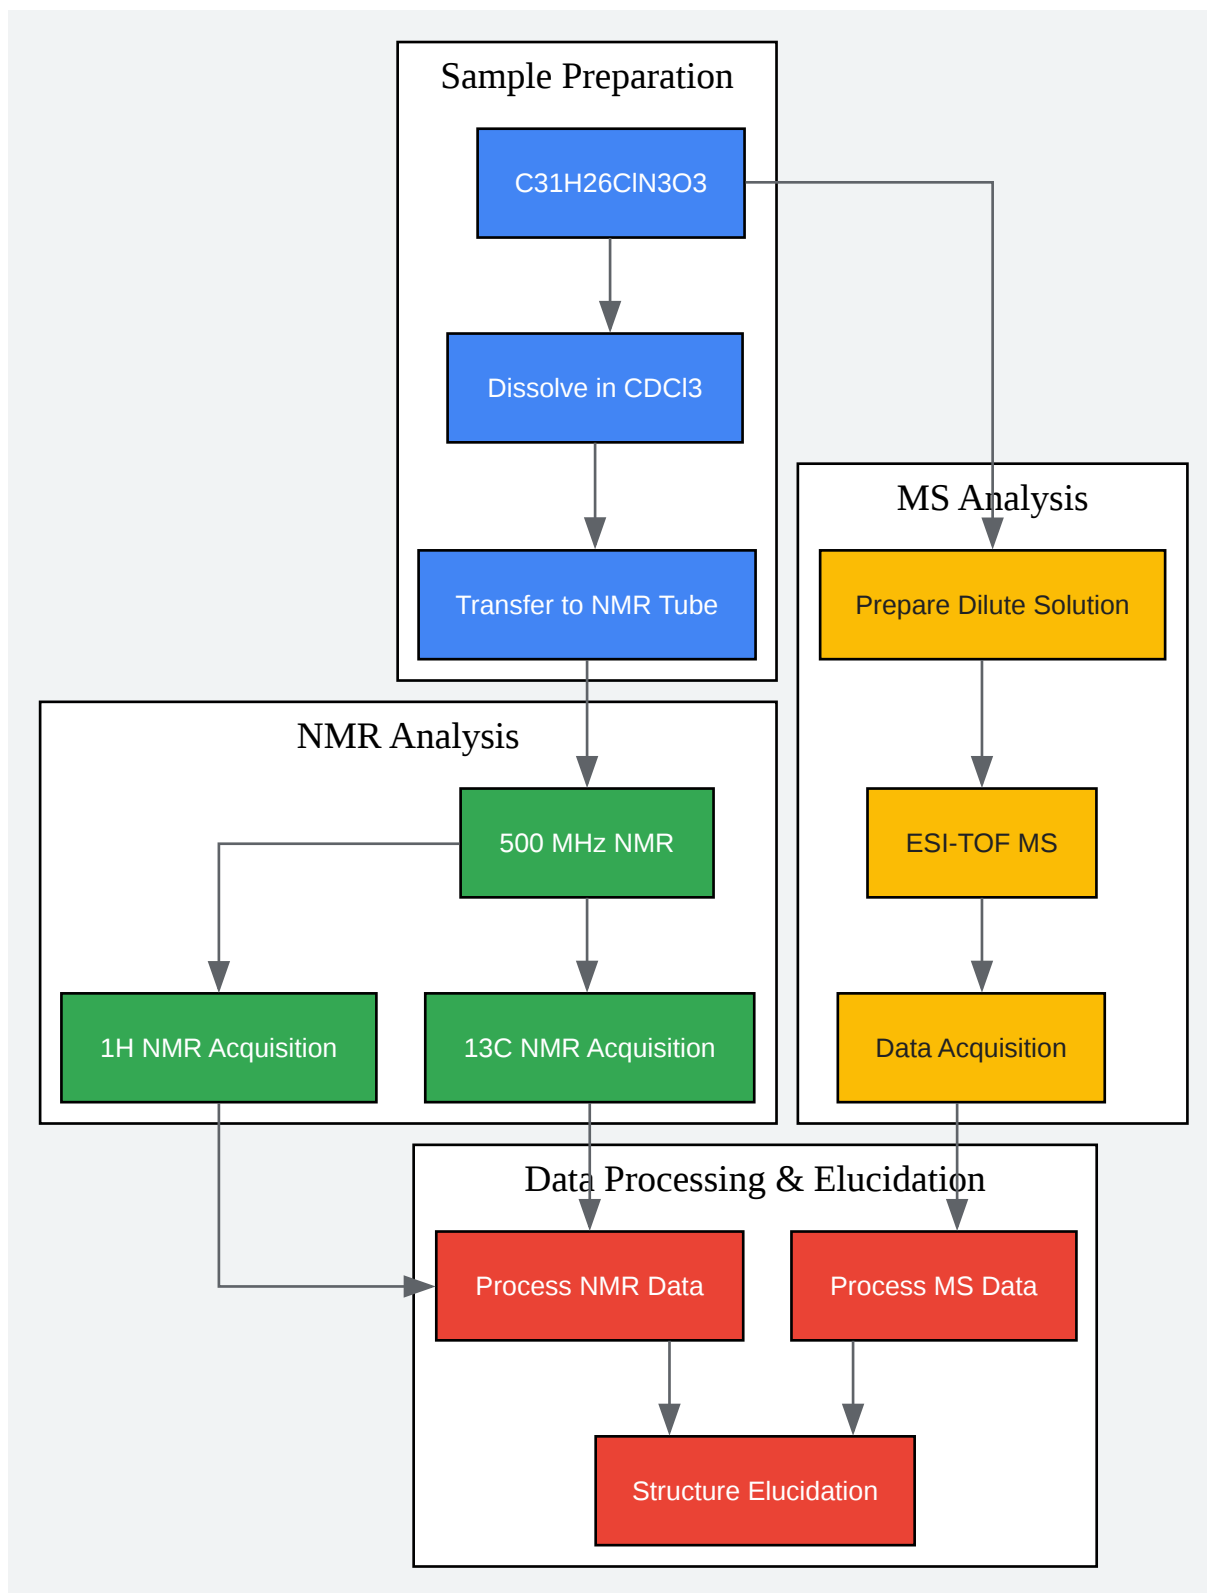 Sample Preparation
C31H26ClN3O3
Dissolve in CDCl3
MS Analysis
Transfer to NMR Tube
Prepare Dilute Solution
NMR Analysis
500 MHz NMR
ESI-TOF MS
1H NMR Acquisition
13C NMR Acquisition
Data Acquisition
Data Processing & Elucidation
Process NMR Data
Process MS Data
Structure Elucidation